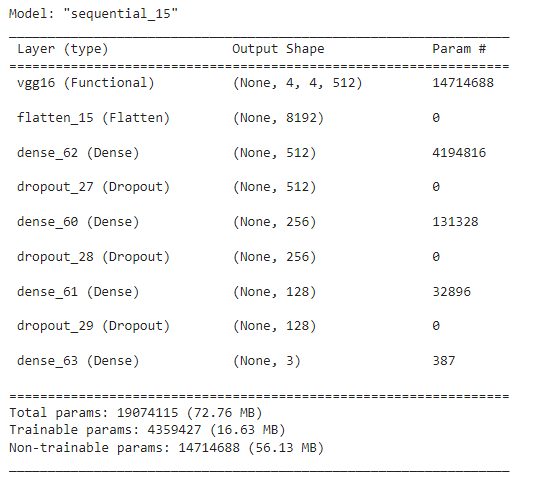 Model: "sequential_15"
_________________________________________________________________
Layer (type) Output Shape Param #
=================================================================
vgg16 (Functional) (None, 4, 4, 512) 14714688
flatten_15 (Flatten) (None, 8192) 0
dense_62 (Dense) (None, 512) 4194816
dropout_27 (Dropout) (None, 512) 0
dense_60 (Dense) (None, 256) 131328
dropout_28 (Dropout) (None, 256) 0
dense_61 (Dense) (None, 128) 32896
dropout_29 (Dropout) (None, 128) 0
dense_63 (Dense) (None, 3) 387
=================================================================
Total params: 19074115 (72.76 MB)
Trainable params: 4359427 (16.63 MB)
Non-trainable params: 14714688 (56.13 MB)
_________________________________________________________________